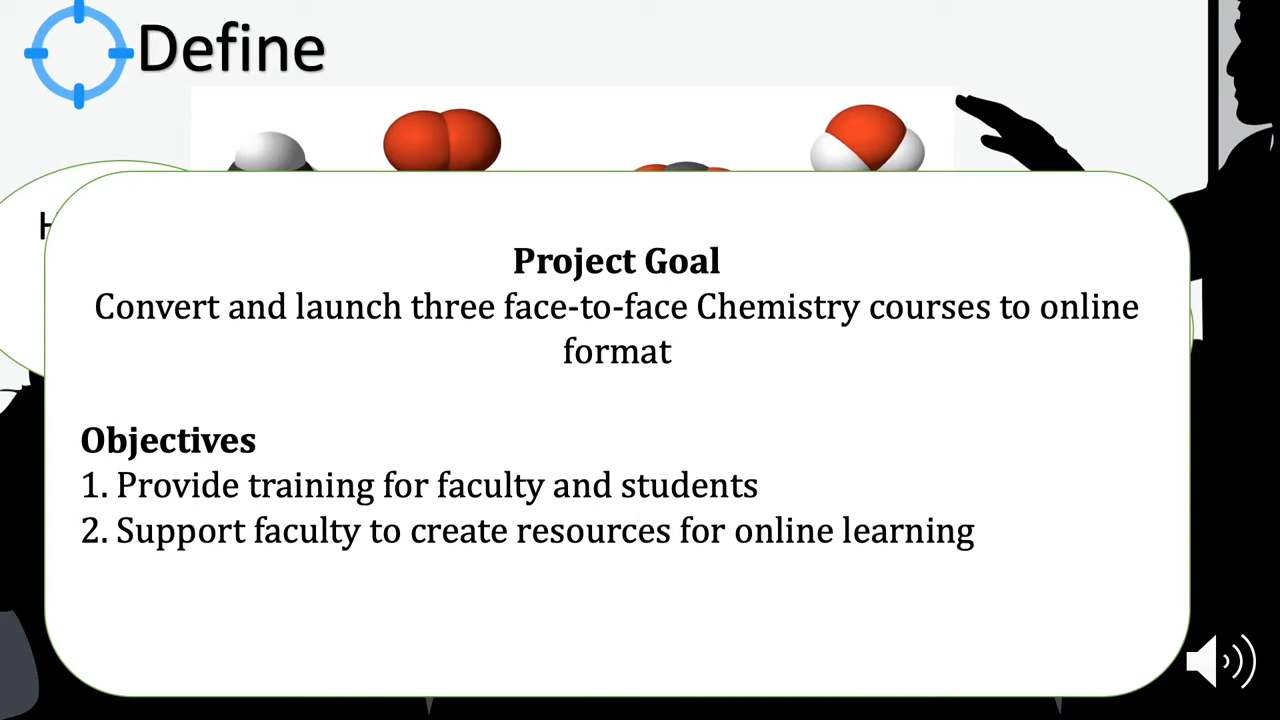 Define
Project Goal
Convert and launch three face-to-face Chemistry courses to online
format
Objectives
1. Provide training for faculty and students
2. Support faculty to create resources for online learning